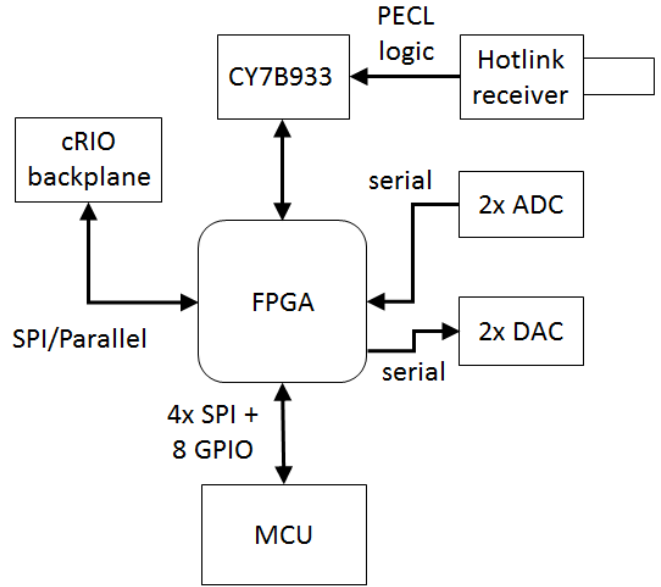 PECL
logic
CY7B933
Hotlink
receiver
cRIO
backplane
serial
2x ADC
FPGA
SPI/Parallel
2x DAC
serial
4x SPI +
8 GPIO
MCU